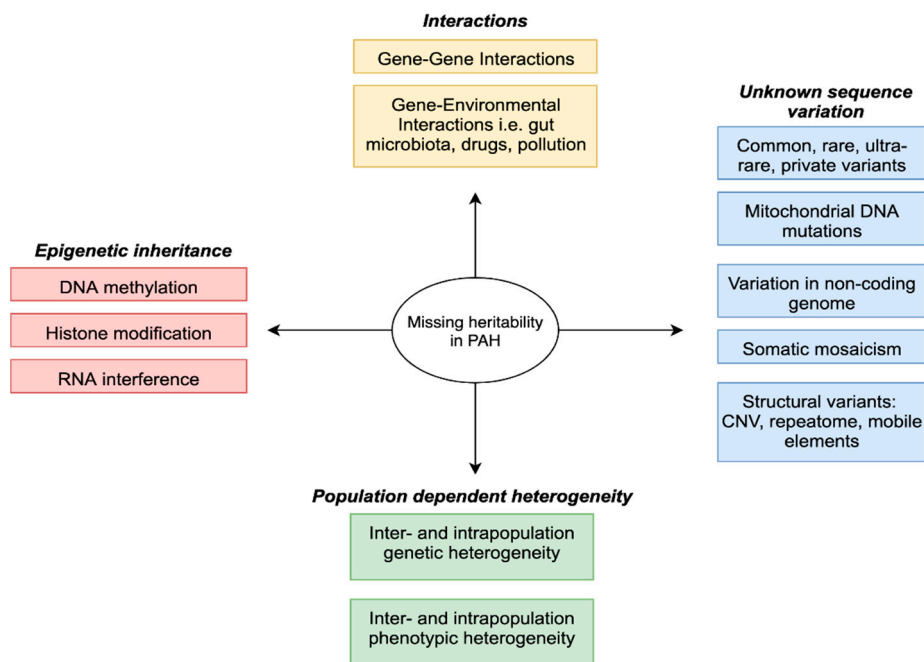 Interactions
Gene-Gene Interactions
Gene-Environmental
Interactions i.e. gut
microbiota, drugs, pollution
Unknown sequence
variation
Common, rare, ultra-
rare, private variants
Mitochondrial DNA
mutations
Variation in non-coding
genome
Somatic mosaicism
Structural variants:
CNV, repeatome, mobile
elements
Epigenetic inheritance
DNA methylation
Histone modification
RNA interference
Missing heritability
in PAH
Population dependent heterogeneity
Inter- and intrapopulation
genetic heterogeneity
Inter- and intrapopulation
phenotypic heterogeneity